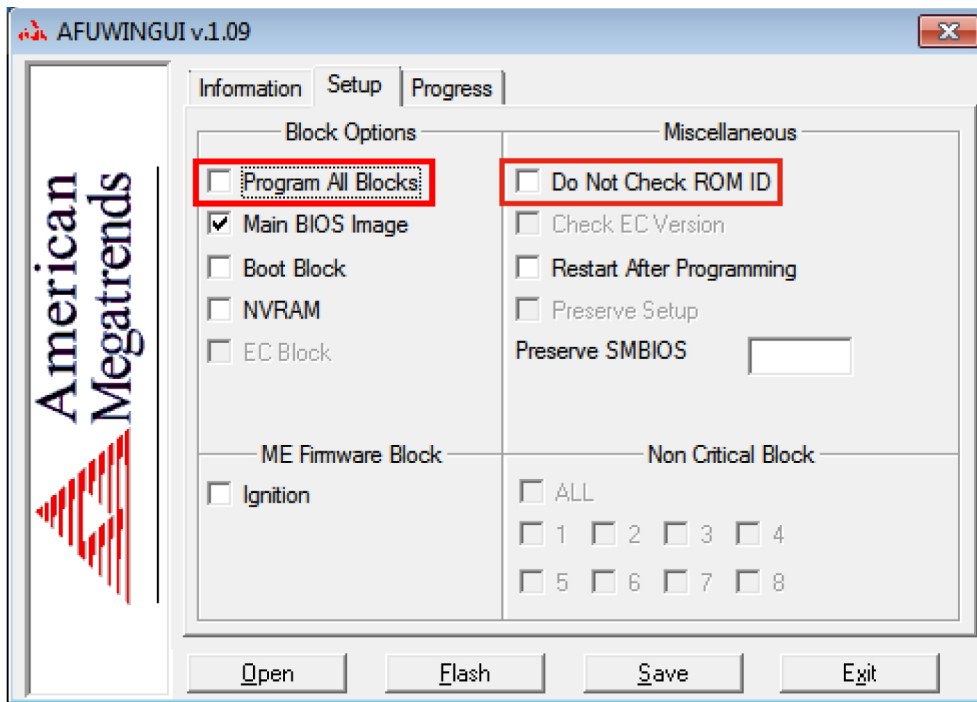 AFUWINGUI v.1.09
American
Megatrends
Information Setup Progress
Block Options
Program All Blocks
Main BIOS Image
Boot Block
NVRAM
EC Block
Miscellaneous
Do Not Check ROM ID
Check EC Version
Restart After Programming
Preserve Setup
Preserve SMBIOS
ME Firmware Block
Ignition
Non Critical Block
ALL
1 2 3 4
5 6 7 8
Open Flash Save Exit